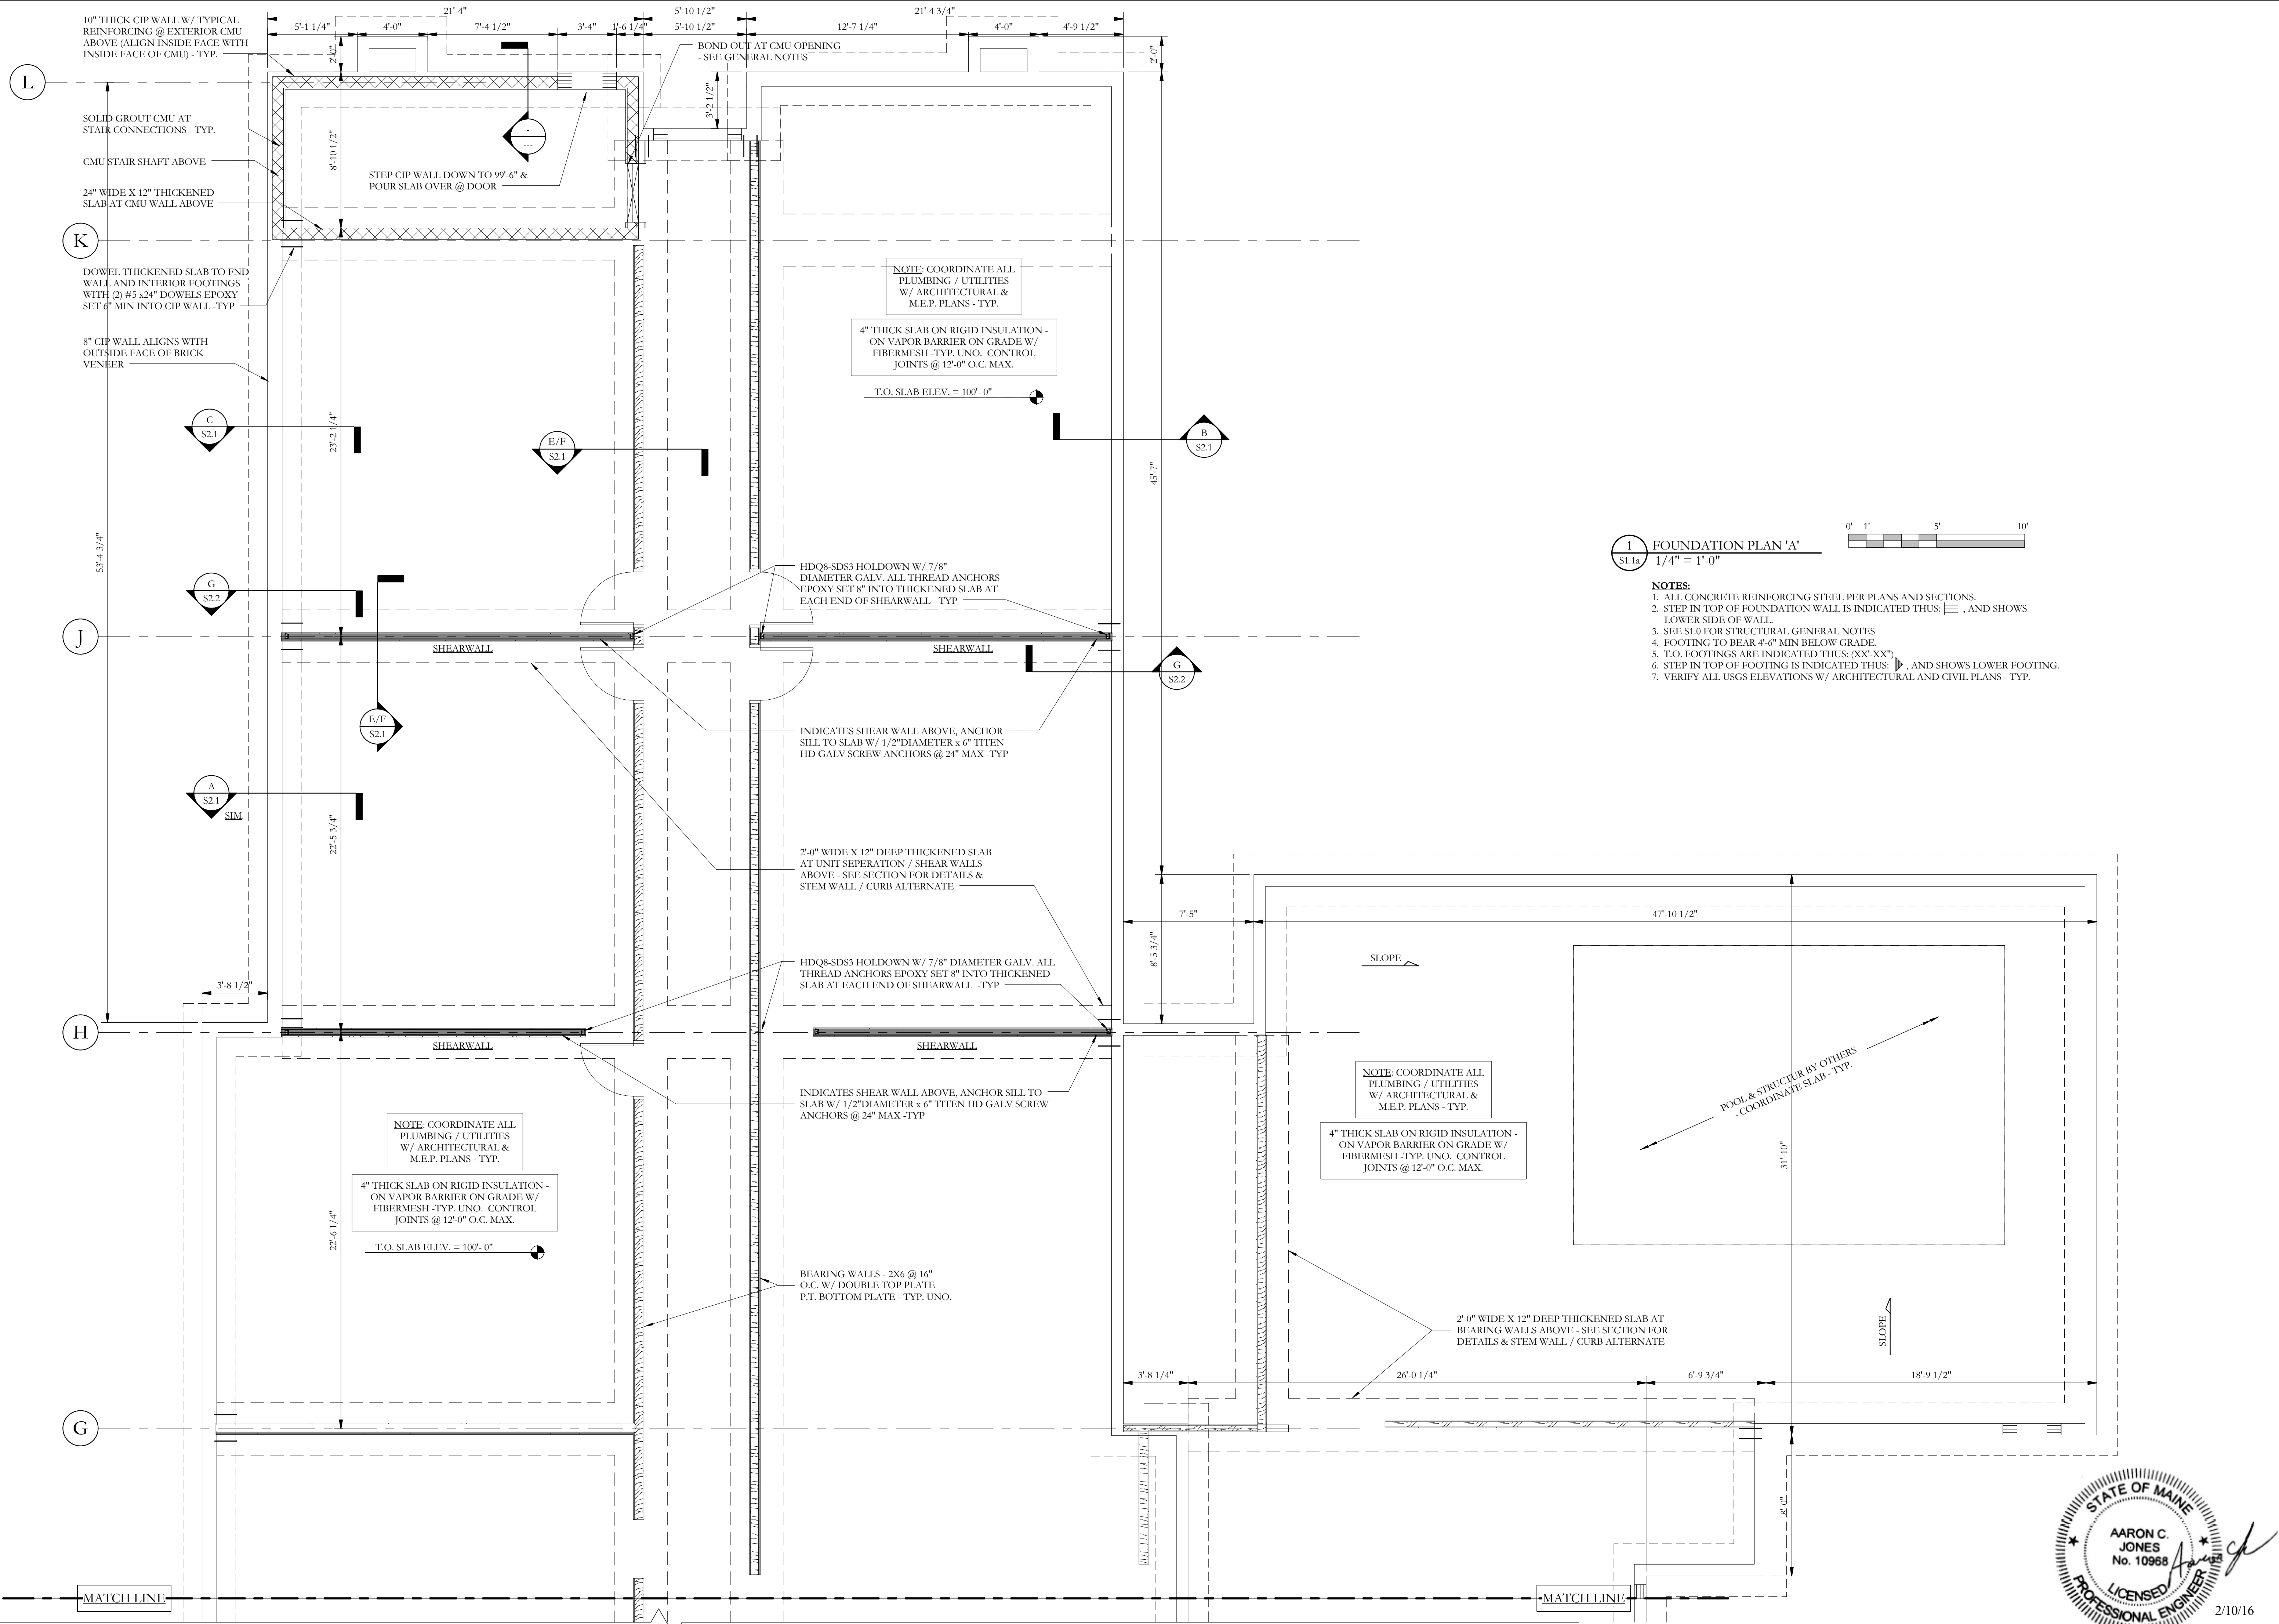 10" THICK CIP WALL W/ TYPICAL
REINFORCING @ EXTERIOR CMU
ABOVE (ALIGN INSIDE FACE WITH
INSIDE FACE OF CMU) - TYP.
21'-4"
5'-10 1/2"
21'-4 3/4"
5'-1 1/4"
4'-0"
7'-4 1/2"
3'-4"
1'-6 1/4"
5'-10 1/2"
12'-7 1/4"
4'-0"
4'-9 1/2"
2'-0"
2'-0"
BOND OUT AT CMU OPENING
- SEE GENERAL NOTES
L
3'-2 1/2"
SOLID GROUT CMU AT
STAIR CONNECTIONS - TYP.
-
---
8'-10 1/2"
CMU STAIR SHAFT ABOVE
STEP CIP WALL DOWN TO 99'-6" &
POUR SLAB OVER @ DOOR
24" WIDE X 12" THICKENED
SLAB AT CMU WALL ABOVE
K
DOWEL THICKENED SLAB TO FND
WALL AND INTERIOR FOOTINGS
WITH (2) #5 x24" DOWELS EPOXY
SET 6" MIN INTO CIP WALL -TYP
NOTE: COORDINATE ALL
PLUMBING / UTILITIES
W/ ARCHITECTURAL &
M.E.P. PLANS - TYP.
4" THICK SLAB ON RIGID INSULATION -
ON VAPOR BARRIER ON GRADE W/
FIBERMESH -TYP. UNO. CONTROL
JOINTS @ 12'-0" O.C. MAX.
8" CIP WALL ALIGNS WITH
OUTSIDE FACE OF BRICK
VENEER
T.O. SLAB ELEV. = 100'- 0"
C
S2.1
23'-2 1/4"
E/F
S2.1
B
S2.1
45'-7"
53'-4 3/4"
1
S1.1a
FOUNDATION PLAN 'A'
1/4" = 1'-0"
0' 1' 5' 10'
NOTES:
1. ALL CONCRETE REINFORCING STEEL PER PLANS AND SECTIONS.
2. STEP IN TOP OF FOUNDATION WALL IS INDICATED THUS: , AND SHOWS
LOWER SIDE OF WALL.
3. SEE S1.0 FOR STRUCTURAL GENERAL NOTES
4. FOOTING TO BEAR 4'-6" MIN BELOW GRADE.
5. T.O. FOOTINGS ARE INDICATED THUS: (XX'-XX")
6. STEP IN TOP OF FOOTING IS INDICATED THUS: , AND SHOWS LOWER FOOTING.
7. VERIFY ALL USGS ELEVATIONS W/ ARCHITECTURAL AND CIVIL PLANS - TYP.
G
S2.2
HDQ8-SDS3 HOLDOWN W/ 7/8"
DIAMETER GALV. ALL THREAD ANCHORS
EPOXY SET 8" INTO THICKENED SLAB AT
EACH END OF SHEARWALL -TYP
J
SHEARWALL
SHEARWALL
G
S2.2
E/F
S2.1
INDICATES SHEAR WALL ABOVE, ANCHOR
SILL TO SLAB W/ 1/2"DIAMETER x 6" TITEN
HD GALV SCREW ANCHORS @ 24" MAX -TYP
A
S2.1
SIM.
22'-5 3/4"
2'-0" WIDE X 12" DEEP THICKENED SLAB
AT UNIT SEPERATION / SHEAR WALLS
ABOVE - SEE SECTION FOR DETAILS &
STEM WALL / CURB ALTERNATE
7'-5"
47'-10 1/2"
8'-5 3/4"
HDQ8-SDS3 HOLDOWN W/ 7/8" DIAMETER GALV. ALL
THREAD ANCHORS EPOXY SET 8" INTO THICKENED
SLAB AT EACH END OF SHEARWALL -TYP
SLOPE
3'-8 1/2"
H
SHEARWALL
SHEARWALL
INDICATES SHEAR WALL ABOVE, ANCHOR SILL TO
SLAB W/ 1/2"DIAMETER x 6" TITEN HD GALV SCREW
ANCHORS @ 24" MAX -TYP
NOTE: COORDINATE ALL
PLUMBING / UTILITIES
W/ ARCHITECTURAL &
M.E.P. PLANS - TYP.
4" THICK SLAB ON RIGID INSULATION -
ON VAPOR BARRIER ON GRADE W/
FIBERMESH -TYP. UNO. CONTROL
JOINTS @ 12'-0" O.C. MAX.
POOL & STRUCTUR BY OTHERS
- COORDINATE SLAB - TYP.
31'-10"
NOTE: COORDINATE ALL
PLUMBING / UTILITIES
W/ ARCHITECTURAL &
M.E.P. PLANS - TYP.
4" THICK SLAB ON RIGID INSULATION -
ON VAPOR BARRIER ON GRADE W/
FIBERMESH -TYP. UNO. CONTROL
JOINTS @ 12'-0" O.C. MAX.
T.O. SLAB ELEV. = 100'- 0"
22'-6 1/4"
BEARING WALLS - 2X6 @ 16"
O.C. W/ DOUBLE TOP PLATE
P.T. BOTTOM PLATE - TYP. UNO.
2'-0" WIDE X 12" DEEP THICKENED SLAB AT
BEARING WALLS ABOVE - SEE SECTION FOR
DETAILS & STEM WALL / CURB ALTERNATE
SLOPE
3'-8 1/4"
26'-0 1/4"
6'-9 3/4"
18'-9 1/2"
G
8'-0"
MATCH LINE
MATCH LINE
STATE OF MAINE
AARON C.
JONES
No. 10968
LICENSED
PROFESSIONAL ENGINEER
2/10/16